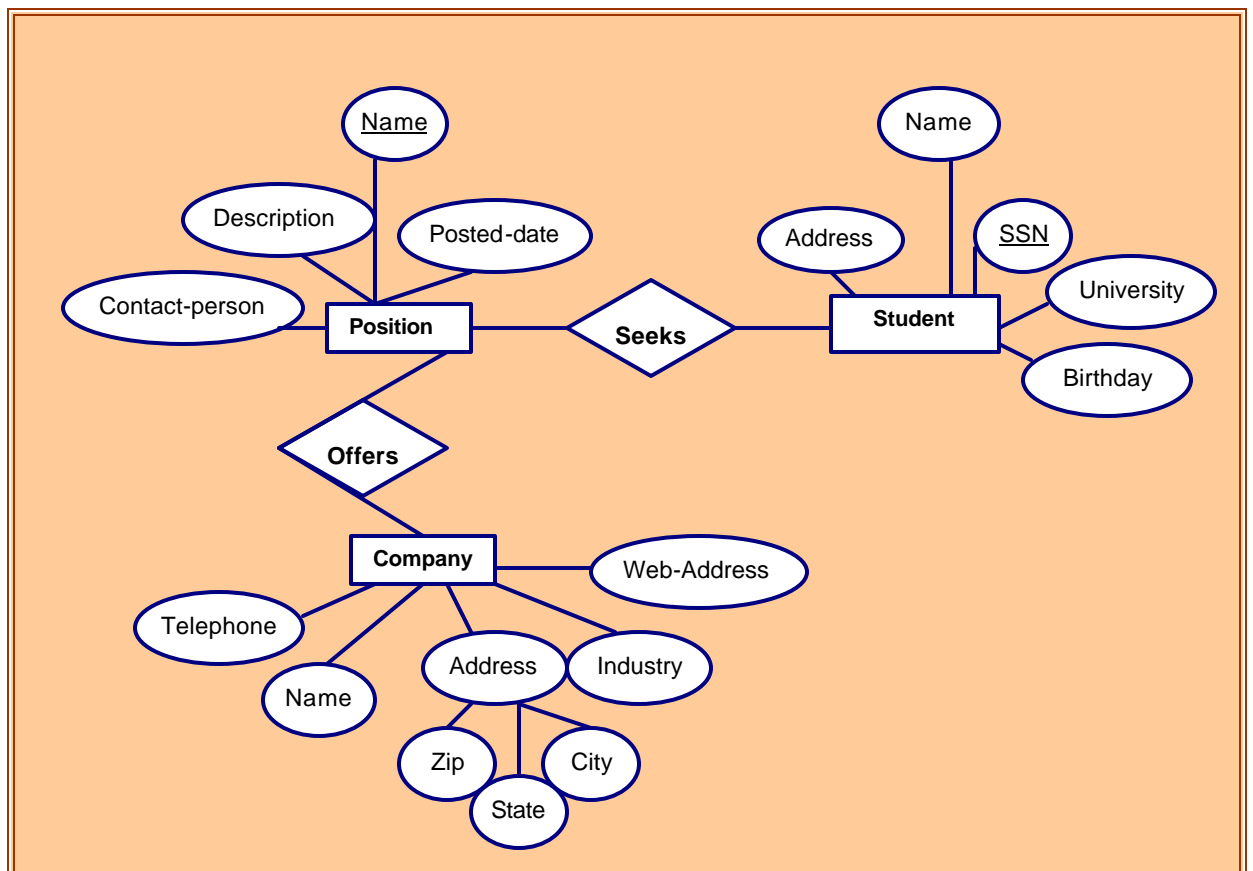 Name
Name
Description
Posted-date
Address
SSN
Contact-person
University
Position
Seeks
Student
Birthday
Offers
Company
Web-Address
Telephone
Name
Address
Industry
Zip
City
State